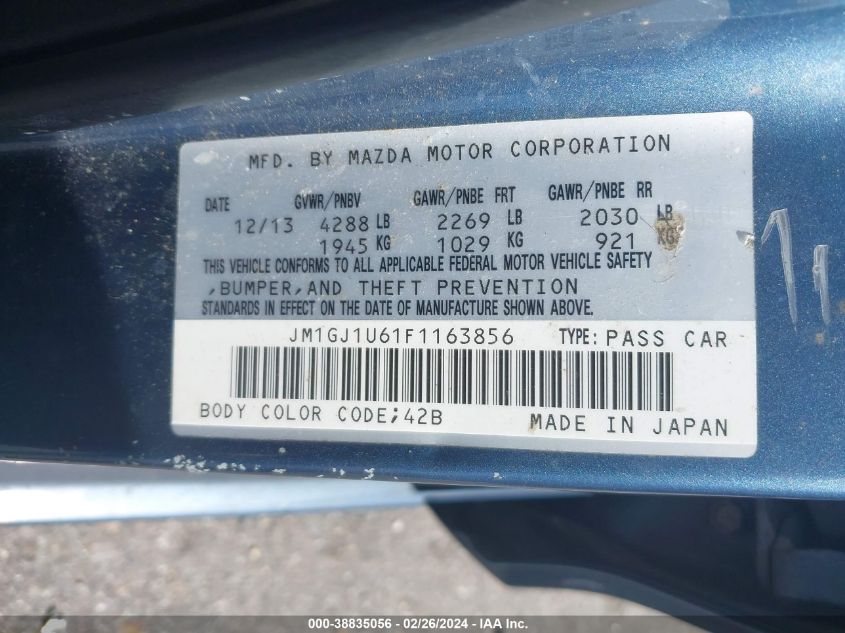 MFD. BY MAZDA MOTOR CORPORATION
DATE GVWR/PNBV GAWR/PNBE FRT GAWR/PNBE RR
12/13 4288 LB 2269 LB 2030 LB
1945 KG 1029 KG 921 KG
THIS VEHICLE CONFORMS TO ALL APPLICABLE FEDERAL MOTOR VEHICLE SAFETY
,BUMPER,AND THEFT PREVENTION
STANDARDS IN EFFECT ON THE DATE OF MANUFACTURE SHOWN ABOVE.
JM1GJ1U61F1163856 TYPE: PASS CAR
BODY COLOR CODE;42B MADE IN JAPAN
000-38835056 - 02/26/2024 - IAA Inc.